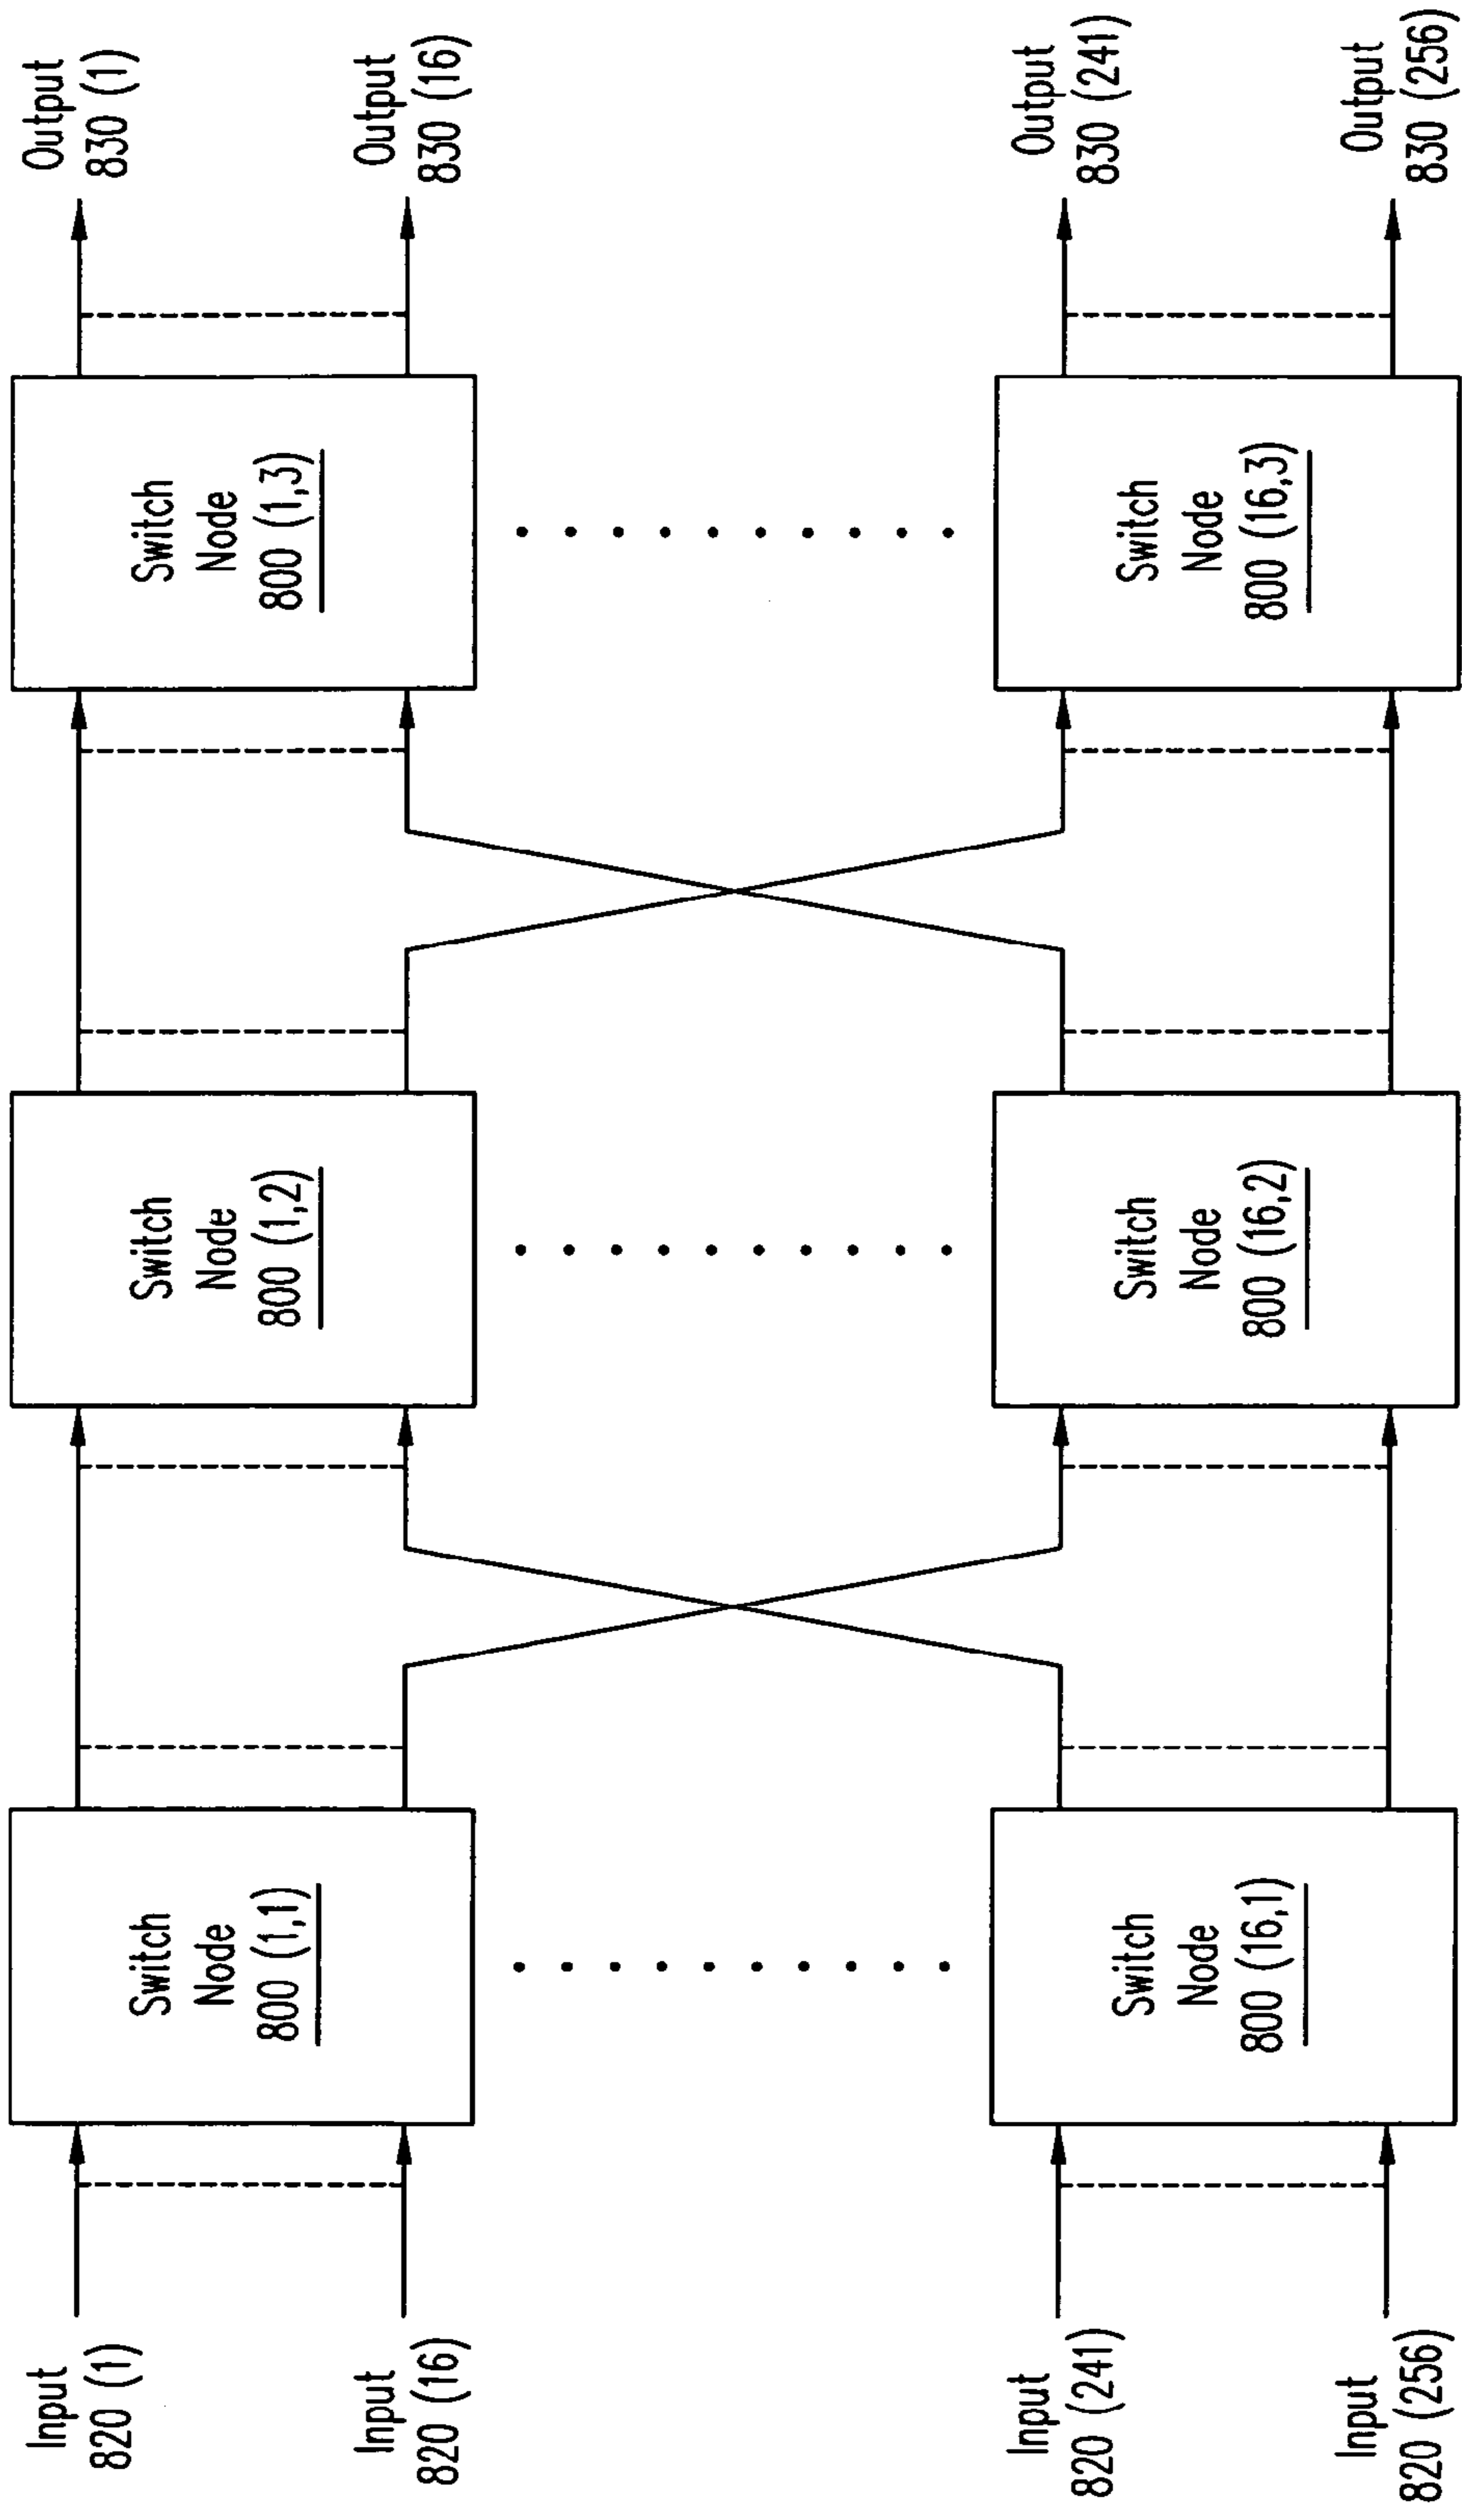 Input
820 (1)
Input
820 (16)
Input
820 (241)
Input
820 (256)
Switch
Node
800 (1,1)
Switch
Node
800 (16,1)
Switch
Node
800 (1,2)
Switch
Node
800 (16,2)
Switch
Node
800 (1,3)
Switch
Node
800 (16,3)
Output
830 (1)
Output
830 (16)
Output
830 (241)
Output
830 (256)